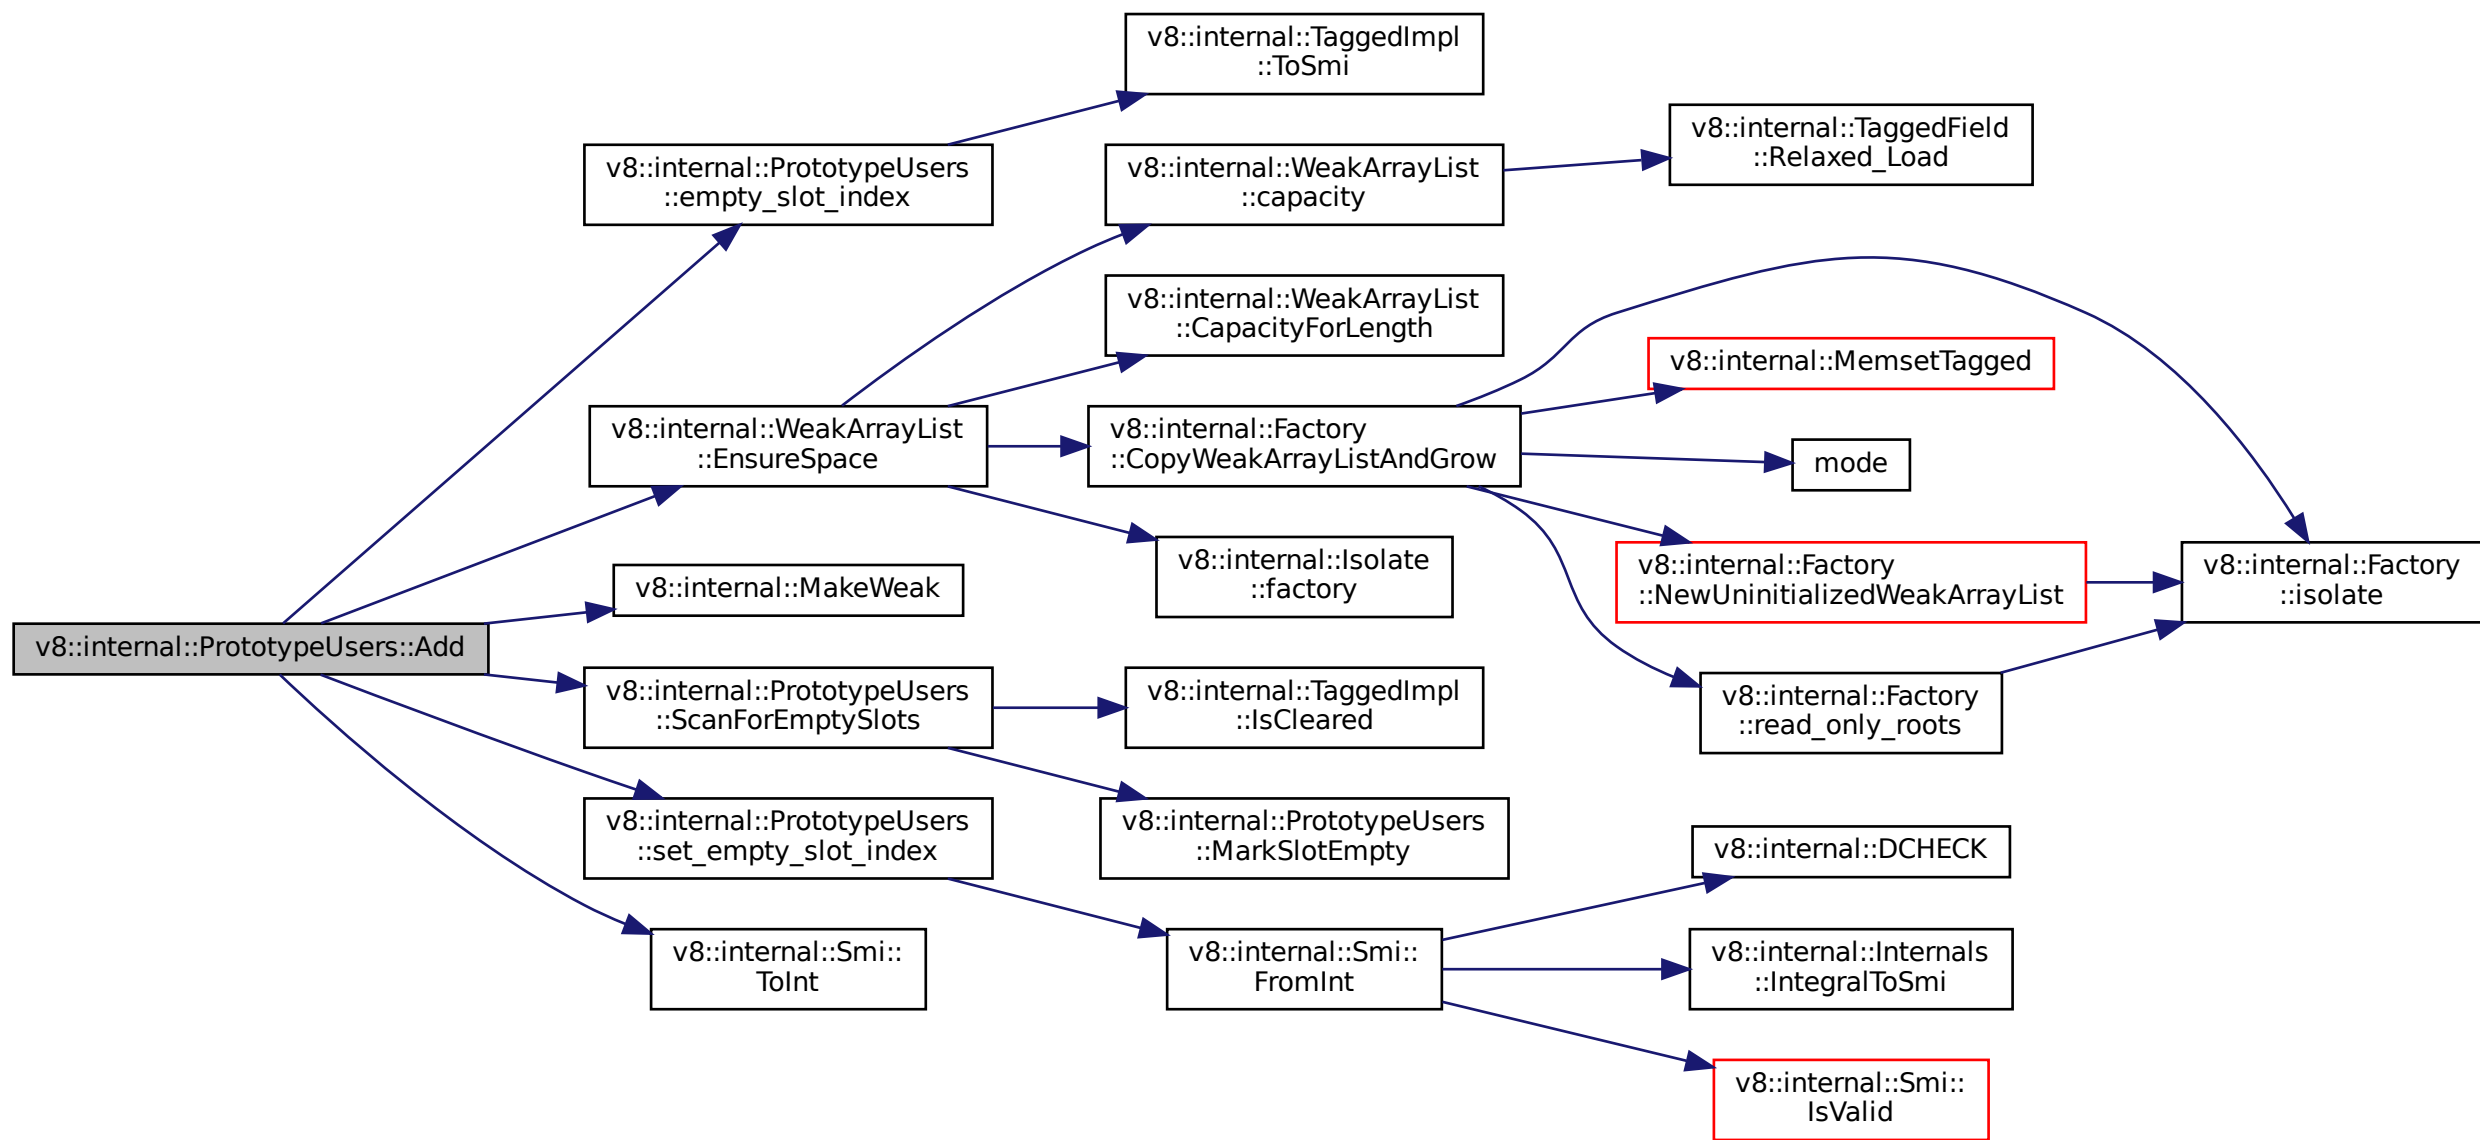 v8::internal::PrototypeUsers::Add
v8::internal::PrototypeUsers
::empty_slot_index
v8::internal::TaggedImpl
::ToSmi
v8::internal::WeakArrayList
::EnsureSpace
v8::internal::WeakArrayList
::capacity
v8::internal::TaggedField
::Relaxed_Load
v8::internal::WeakArrayList
::CapacityForLength
v8::internal::Factory
::CopyWeakArrayListAndGrow
v8::internal::MemsetTagged
mode
v8::internal::Factory
::NewUninitializedWeakArrayList
v8::internal::Factory
::isolate
v8::internal::Factory
::read_only_roots
v8::internal::Isolate
::factory
v8::internal::MakeWeak
v8::internal::PrototypeUsers
::ScanForEmptySlots
v8::internal::TaggedImpl
::IsCleared
v8::internal::PrototypeUsers
::MarkSlotEmpty
v8::internal::PrototypeUsers
::set_empty_slot_index
v8::internal::Smi::
FromInt
v8::internal::DCHECK
v8::internal::Internals
::IntegralToSmi
v8::internal::Smi::
IsValid
v8::internal::Smi::
ToInt